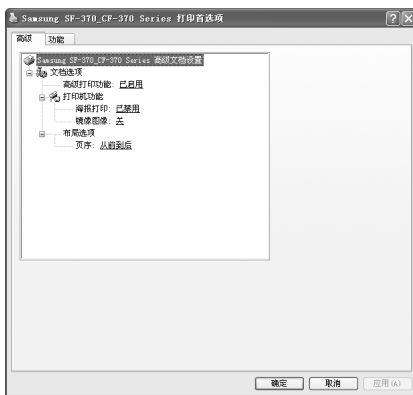 Samsung SF-370_CF-370 Series 打印首选项
高级 功能
Samsung SF-370_CF-370 Series 高级文档设置
文档选项
高级打印功能: 已启用
打印机功能
海报打印: 已禁用
镜像图像: 关
布局选项
页序: 从前到后
确定 取消 应用(A)